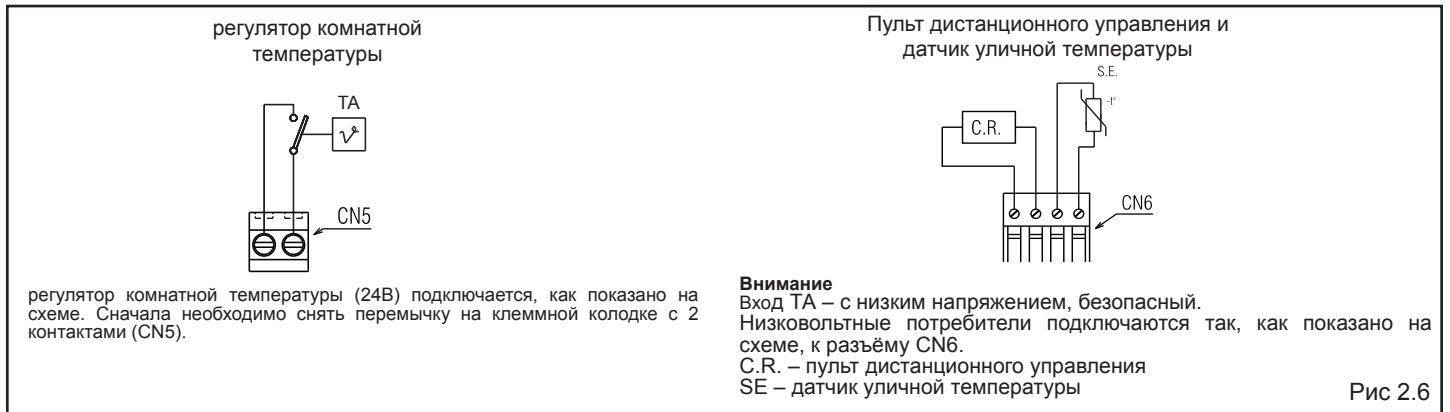 регулятор комнатной
температуры
TA
CN5
регулятор комнатной температуры (24В) подключается, как показано на
схеме. Сначала необходимо снять перемычку на клеммной колодке с 2
контактами (CN5).
Пульт дистанционного управления и
датчик уличной температуры
S.E.
-t°
C.R.
CN6
Внимание
Вход ТА – с низким напряжением, безопасный.
Низковольтные потребители подключаются так, как показано на
схеме, к разъёму CN6.
C.R. – пульт дистанционного управления
SE – датчик уличной температуры
Рис 2.6